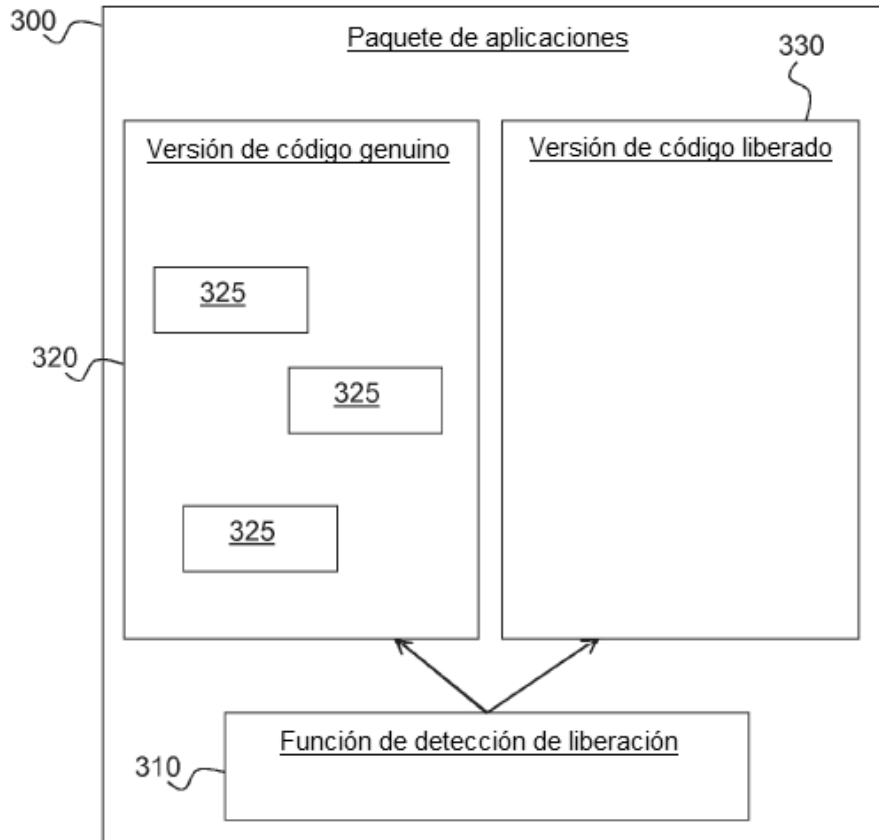 300
Paquete de aplicaciones
330
Versión de código genuino
Versión de código liberado
325
320
325
325
Función de detección de liberación
310